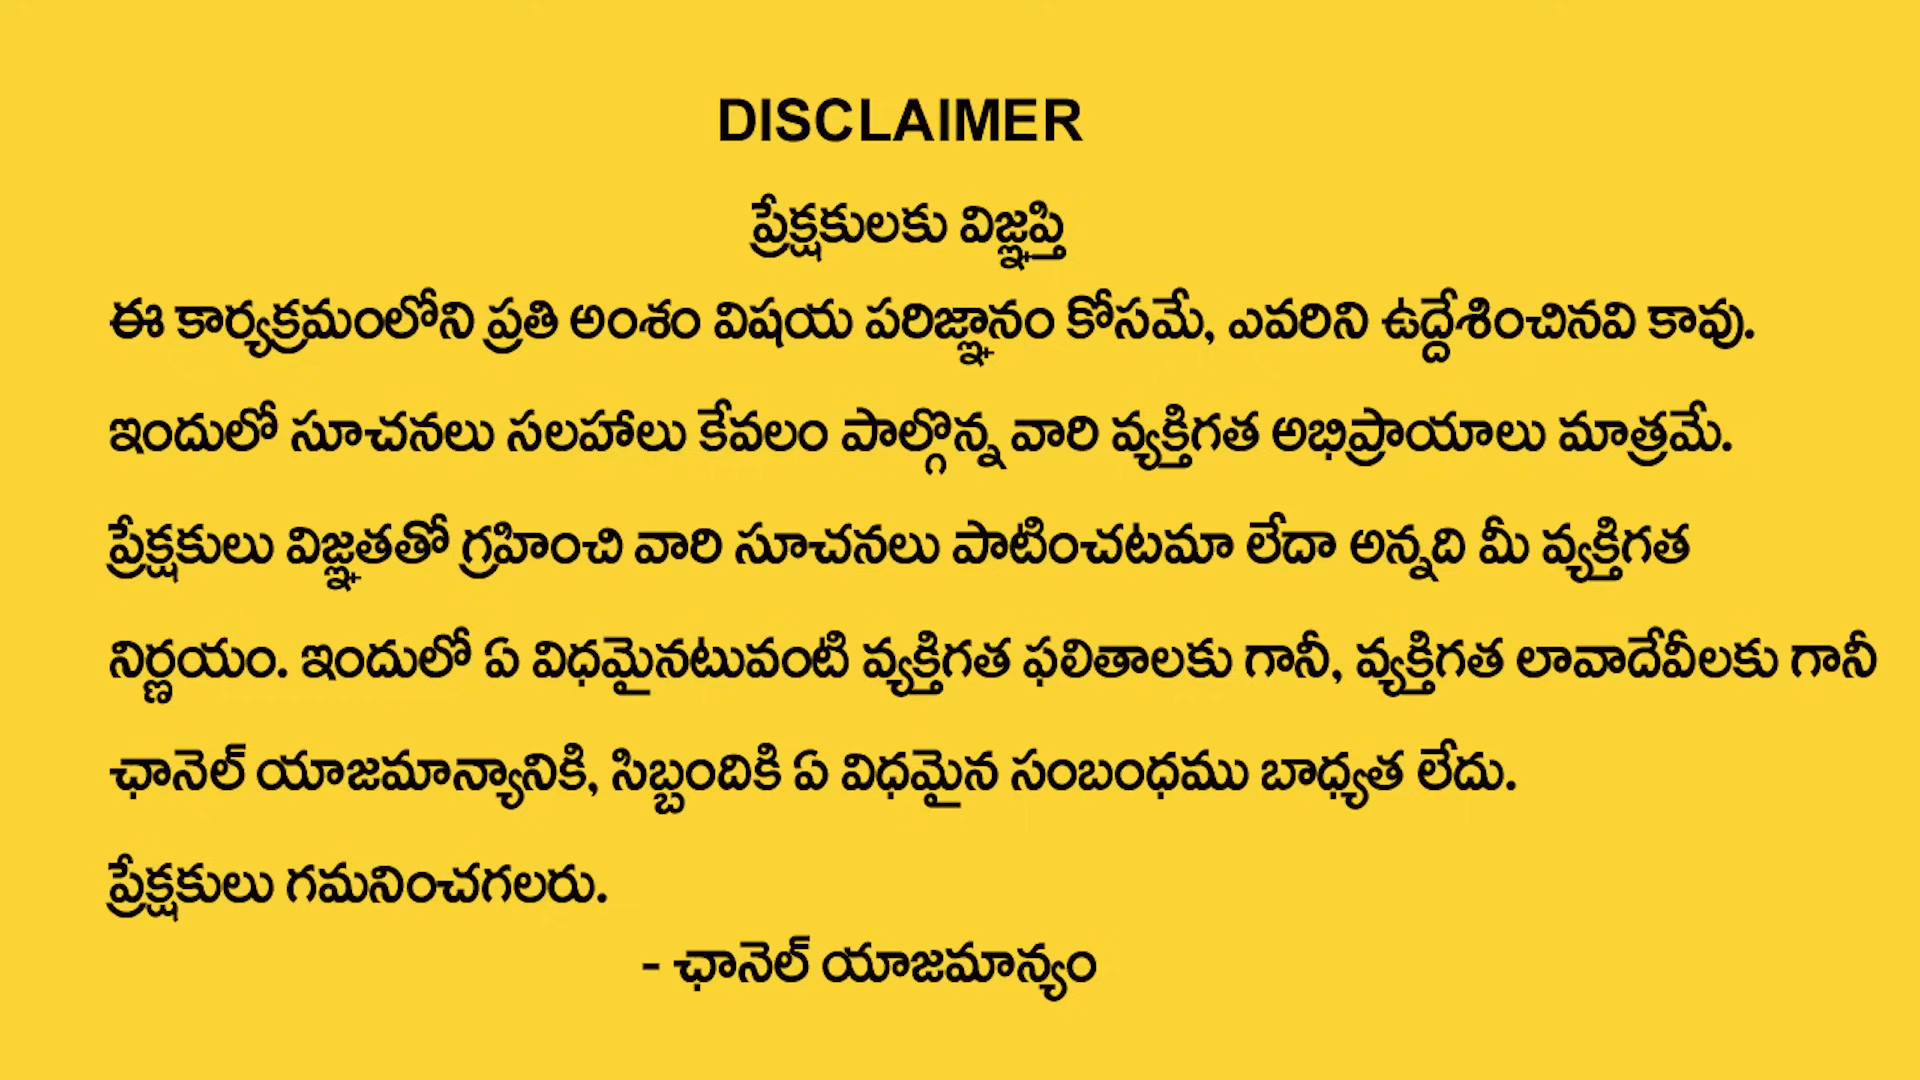 DISCLAIMER
ప్రేక్షకులకు విజ్ఞప్తి
ఈ కార్యక్రమంలోని ప్రతి అంశం విషయ పరిజ్ఞానం కోసమే, ఎవరిని ఉద్దేశించినవి కావు.
ఇందులో సూచనలు సలహాలు కేవలం పాల్గొన్న వారి వ్యక్తిగత అభిప్రాయాలు మాత్రమే.
ప్రేక్షకులు విజ్ఞతతో గ్రహించి వారి సూచనలు పాటించటమా లేదా అన్నది మీ వ్యక్తిగత
నిర్ణయం. ఇందులో ఏ విధమైనటువంటి వ్యక్తిగత ఫలితాలకు గానీ, వ్యక్తిగత లావాదేవీలకు గానీ
ఛానెల్ యాజమాన్యానికి, సిబ్బందికి ఏ విధమైన సంబంధము బాధ్యత లేదు.
ప్రేక్షకులు గమనించగలరు.
- ఛానెల్ యాజమాన్యం